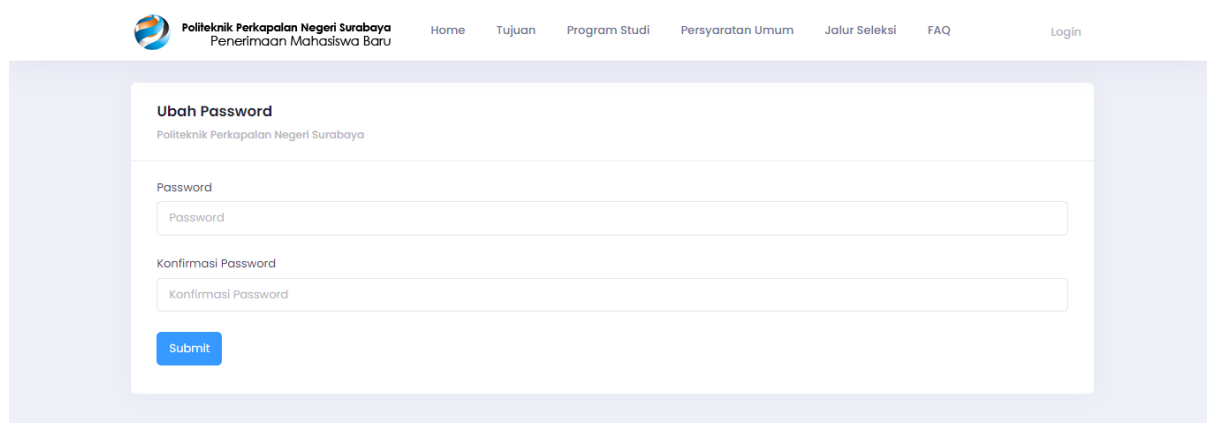 Politeknik Perkapalan Negeri Surabaya
Penerimaan Mahasiswa Baru
Home Tujuan Program Studi Persyaratan Umum Jalur Seleksi FAQ Login
Ubah Password
Politeknik Perkapalan Negeri Surabaya
Password
Password
Konfirmasi Password
Konfirmasi Password
Submit